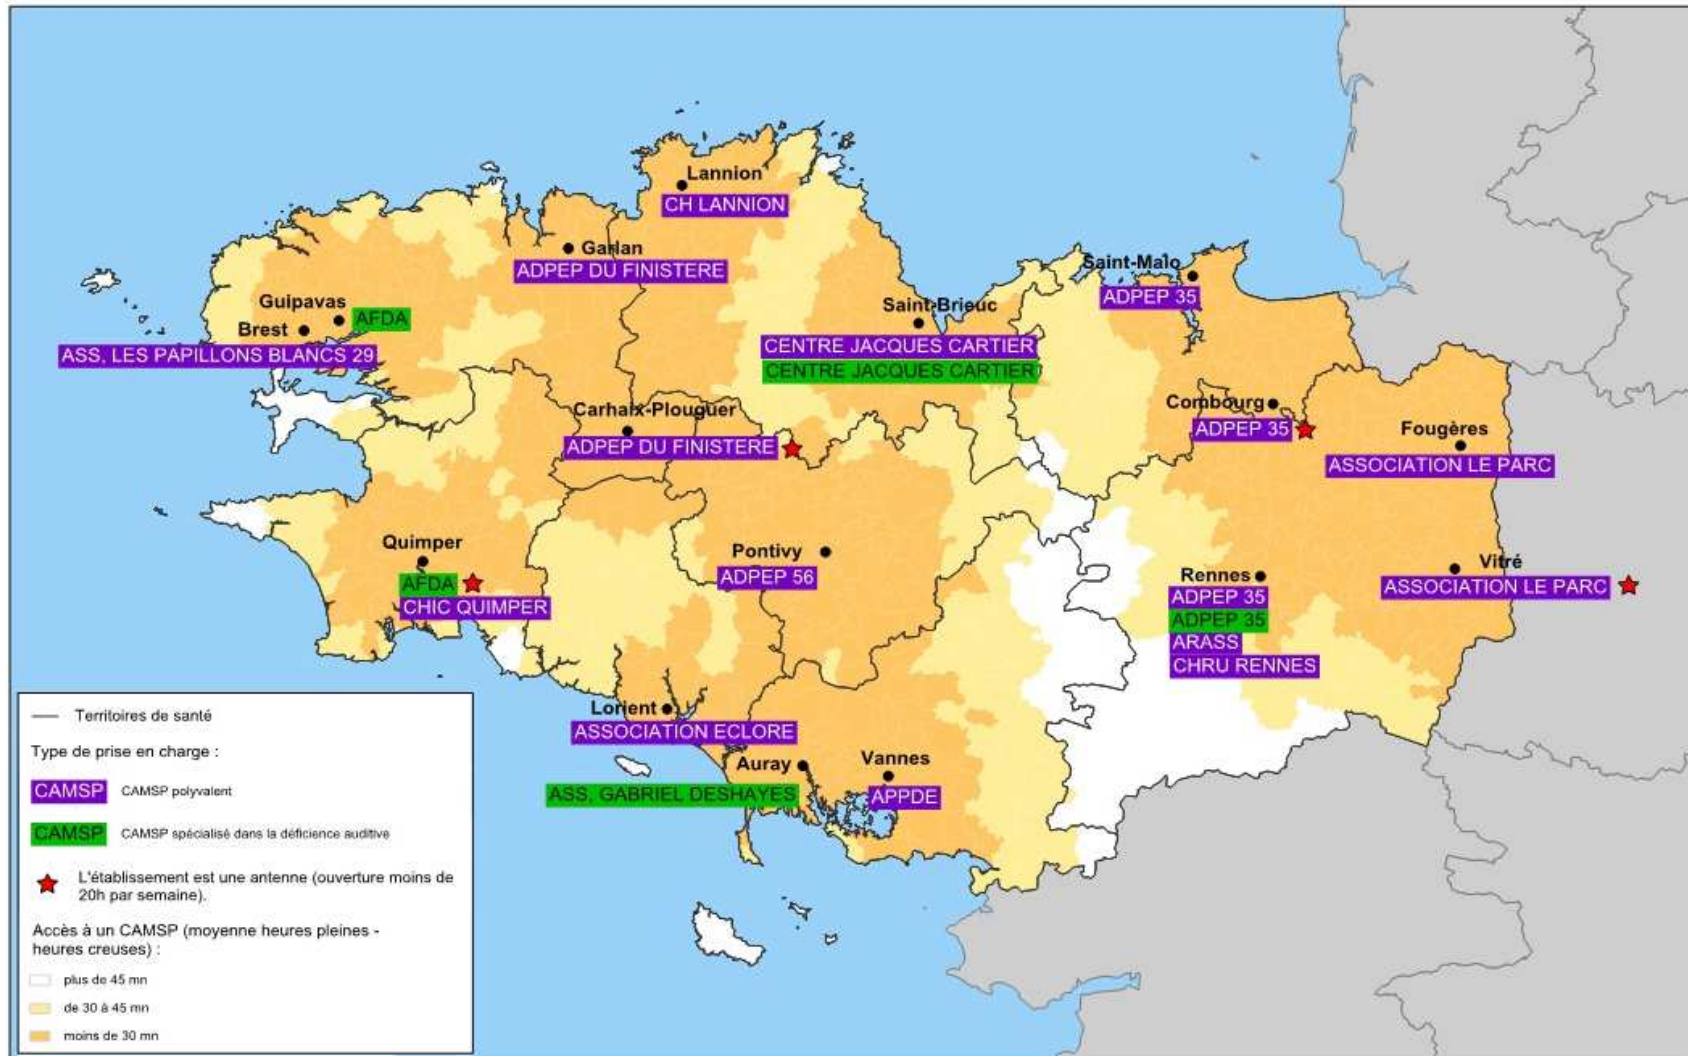 Lannion
CH LANNION
Garlan
ADPEP DU FINISTERE
Saint-Malo
ADPEP 35
Guipavas
AFDA
Brest
ASS, LES PAPILLONS BLANCS 29
Saint-Brieuc
CENTRE JACQUES CARTIER
CENTRE JACQUES CARTIER
Carhaix-Plouguer
ADPEP DU FINISTERE
Combourg
ADPEP 35
Fougères
ASSOCIATION LE PARC
Quimper
AFDA
CHIC QUIMPER
Pontivy
ADPEP 56
Rennes
ADPEP 35
ADPEP 35
ARASS
CHRU RENNES
Vitré
ASSOCIATION LE PARC
Lorient
ASSOCIATION ECLORE
Auray
ASS, GABRIEL DESHAYES
Vannes
APPDE
Territoires de santé
Type de prise en charge :
CAMSP CAMSP polyvalent
CAMSP CAMSP spécialisé dans la déficience auditive
L'établissement est une antenne (ouverture moins de
20h par semaine).
Accès à un CAMSP (moyenne heures pleines -
heures creuses) :
plus de 45 mn
de 30 à 45 mn
moins de 30 mn